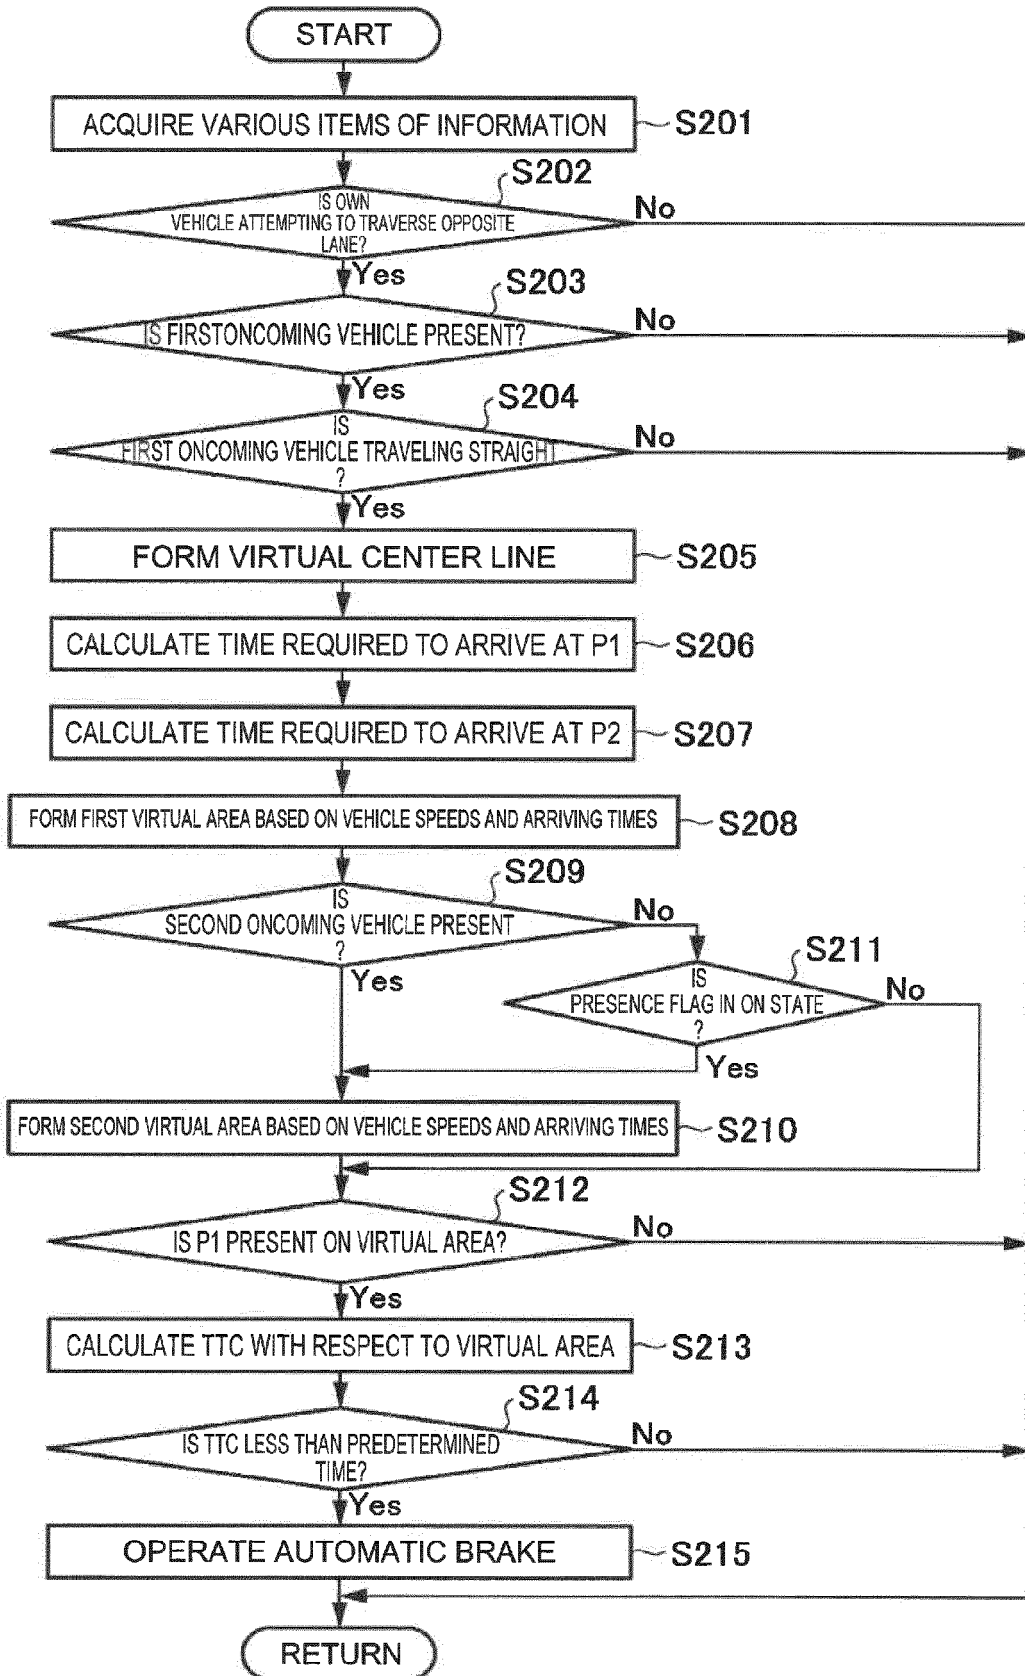 START
ACQUIRE VARIOUS ITEMS OF INFORMATION
S201
S202
IS OWN
VEHICLE ATTEMPTING TO TRAVERSE OPPOSITE
LANE?
No
Yes
S203
IS FIRSTONCOMING VEHICLE PRESENT?
No
Yes
S204
IS
FIRST ONCOMING VEHICLE TRAVELING STRAIGHT
?
No
Yes
FORM VIRTUAL CENTER LINE
S205
CALCULATE TIME REQUIRED TO ARRIVE AT P1
S206
CALCULATE TIME REQUIRED TO ARRIVE AT P2
S207
FORM FIRST VIRTUAL AREA BASED ON VEHICLE SPEEDS AND ARRIVING TIMES
S208
S209
IS
SECOND ONCOMING VEHICLE PRESENT
?
No
Yes
S211
IS
PRESENCE FLAG IN ON STATE
?
No
Yes
FORM SECOND VIRTUAL AREA BASED ON VEHICLE SPEEDS AND ARRIVING TIMES
S210
S212
IS P1 PRESENT ON VIRTUAL AREA?
No
Yes
CALCULATE TTC WITH RESPECT TO VIRTUAL AREA
S213
S214
IS TTC LESS THAN PREDETERMINED
TIME?
No
Yes
OPERATE AUTOMATIC BRAKE
S215
RETURN